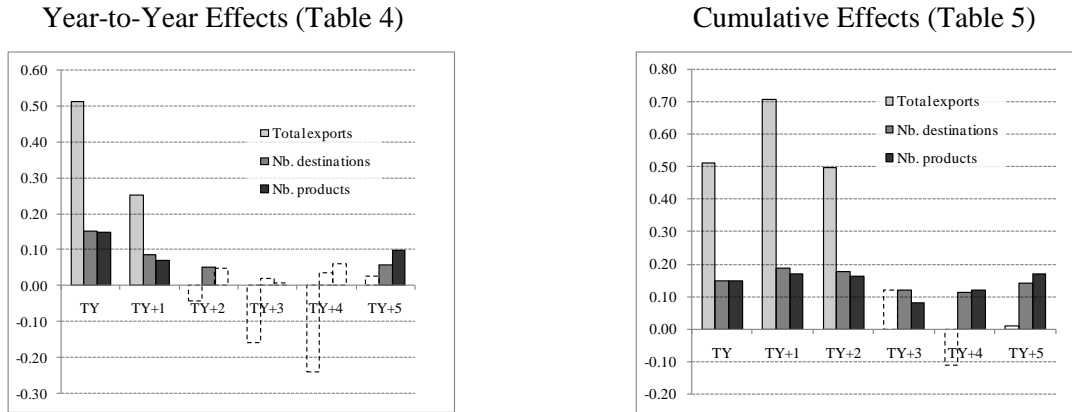 Year-to-Year Effects (Table 4)
0.60
0.50
0.40
0.30
0.20
0.10
0.00
-0.10
-0.20
-0.30
Total exports
Nb. destinations
Nb. products
TY TY+1 TY+2 TY+3 TY+4 TY+5
Cumulative Effects (Table 5)
0.80
0.70
0.60
0.50
0.40
0.30
0.20
0.10
0.00
-0.10
-0.20
Total exports
Nb. destinations
Nb. products
TY TY+1 TY+2 TY+3 TY+4 TY+5